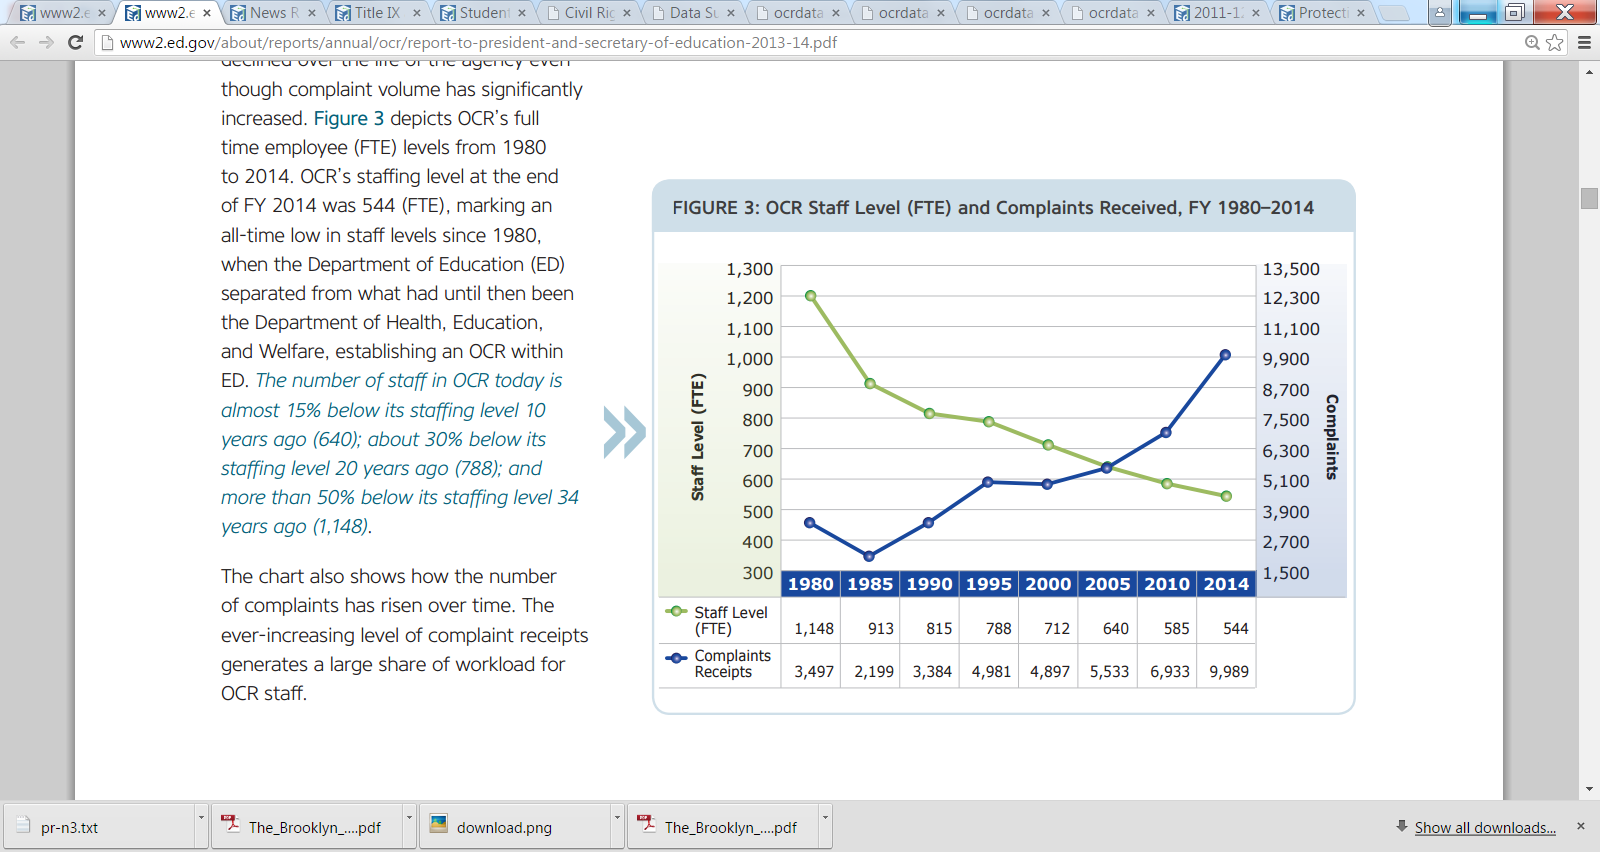 www2.e
www2.e
News R
Title IX
Student
Civil Rig
Data Su
ocrdata
ocrdata
ocrdata
ocrdata
2011-12
Protecti
www2.ed.gov/about/reports/annual/ocr/report-to-president-and-secretary-of-education-2013-14.pdf
declined over the life of the agency even
though complaint volume has significantly
increased. Figure 3 depicts OCR's full
time employee (FTE) levels from 1980
to 2014. OCR's staffing level at the end
of FY 2014 was 544 (FTE), marking an
all-time low in staff levels since 1980,
when the Department of Education (ED)
separated from what had until then been
the Department of Health, Education,
and Welfare, establishing an OCR within
ED. The number of staff in OCR today is
almost 15% below its staffing level 10
years ago (640); about 30% below its
staffing level 20 years ago (788); and
more than 50% below its staffing level 34
years ago (1,148).
The chart also shows how the number
of complaints has risen over time. The
ever-increasing level of complaint receipts
generates a large share of workload for
OCR staff.
FIGURE 3: OCR Staff Level (FTE) and Complaints Received, FY 1980–2014
Staff Level (FTE)
1,300
1,200
1,100
1,000
900
800
700
600
500
400
300
13,500
12,300
11,100
9,900
8,700
7,500
6,300
5,100
3,900
2,700
1,500
Complaints
1980 1985 1990 1995 2000 2005 2010 2014
Staff Level
(FTE) 1,148 913 815 788 712 640 585 544
Complaints
Receipts 3,497 2,199 3,384 4,981 4,897 5,533 6,933 9,989
pr-n3.txt
The_Brooklyn_....pdf
download.png
The_Brooklyn_....pdf
Show all downloads...